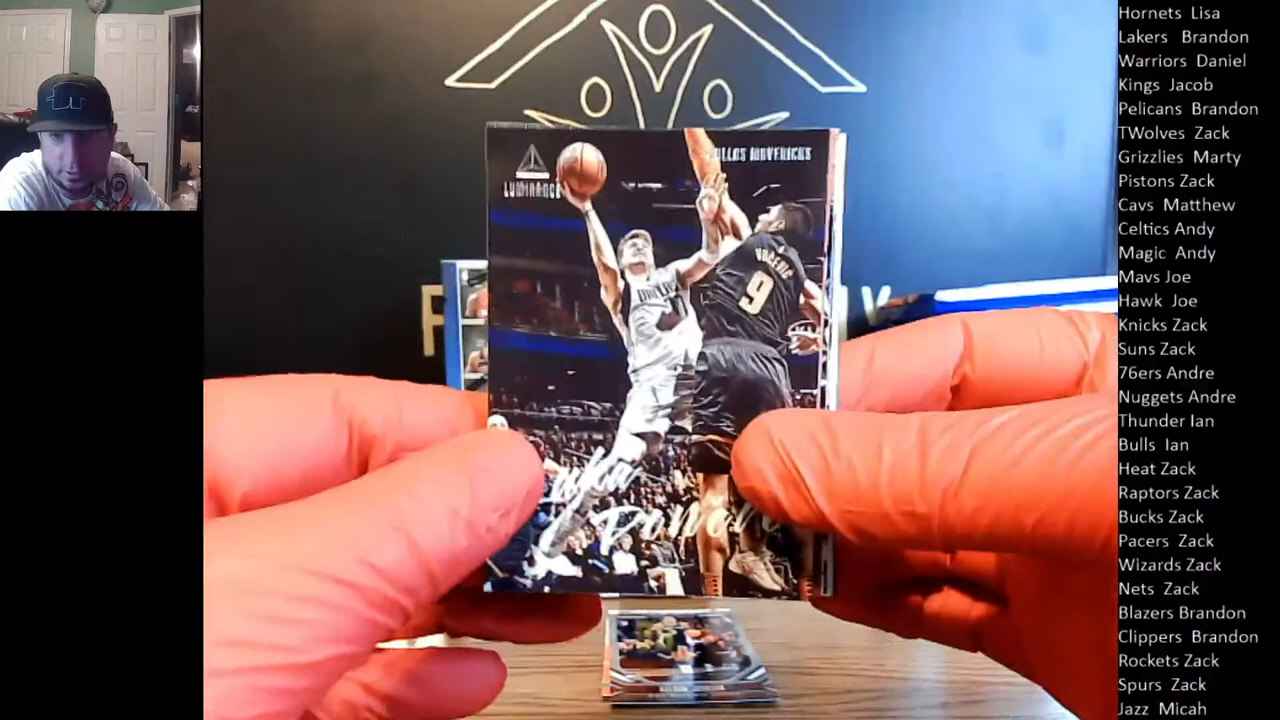 LUMINANCE
DALLAS MAVERICKS
VUCEVIC
9
DALLAS
Luka
Doncic
Hornets Lisa
Lakers Brandon
Warriors Daniel
Kings Jacob
Pelicans Brandon
TWolves Zack
Grizzlies Marty
Pistons Zack
Cavs Matthew
Celtics Andy
Magic Andy
Mavs Joe
Hawk Joe
Knicks Zack
Suns Zack
76ers Andre
Nuggets Andre
Thunder Ian
Bulls Ian
Heat Zack
Raptors Zack
Bucks Zack
Pacers Zack
Wizards Zack
Nets Zack
Blazers Brandon
Clippers Brandon
Rockets Zack
Spurs Zack
Jazz Micah